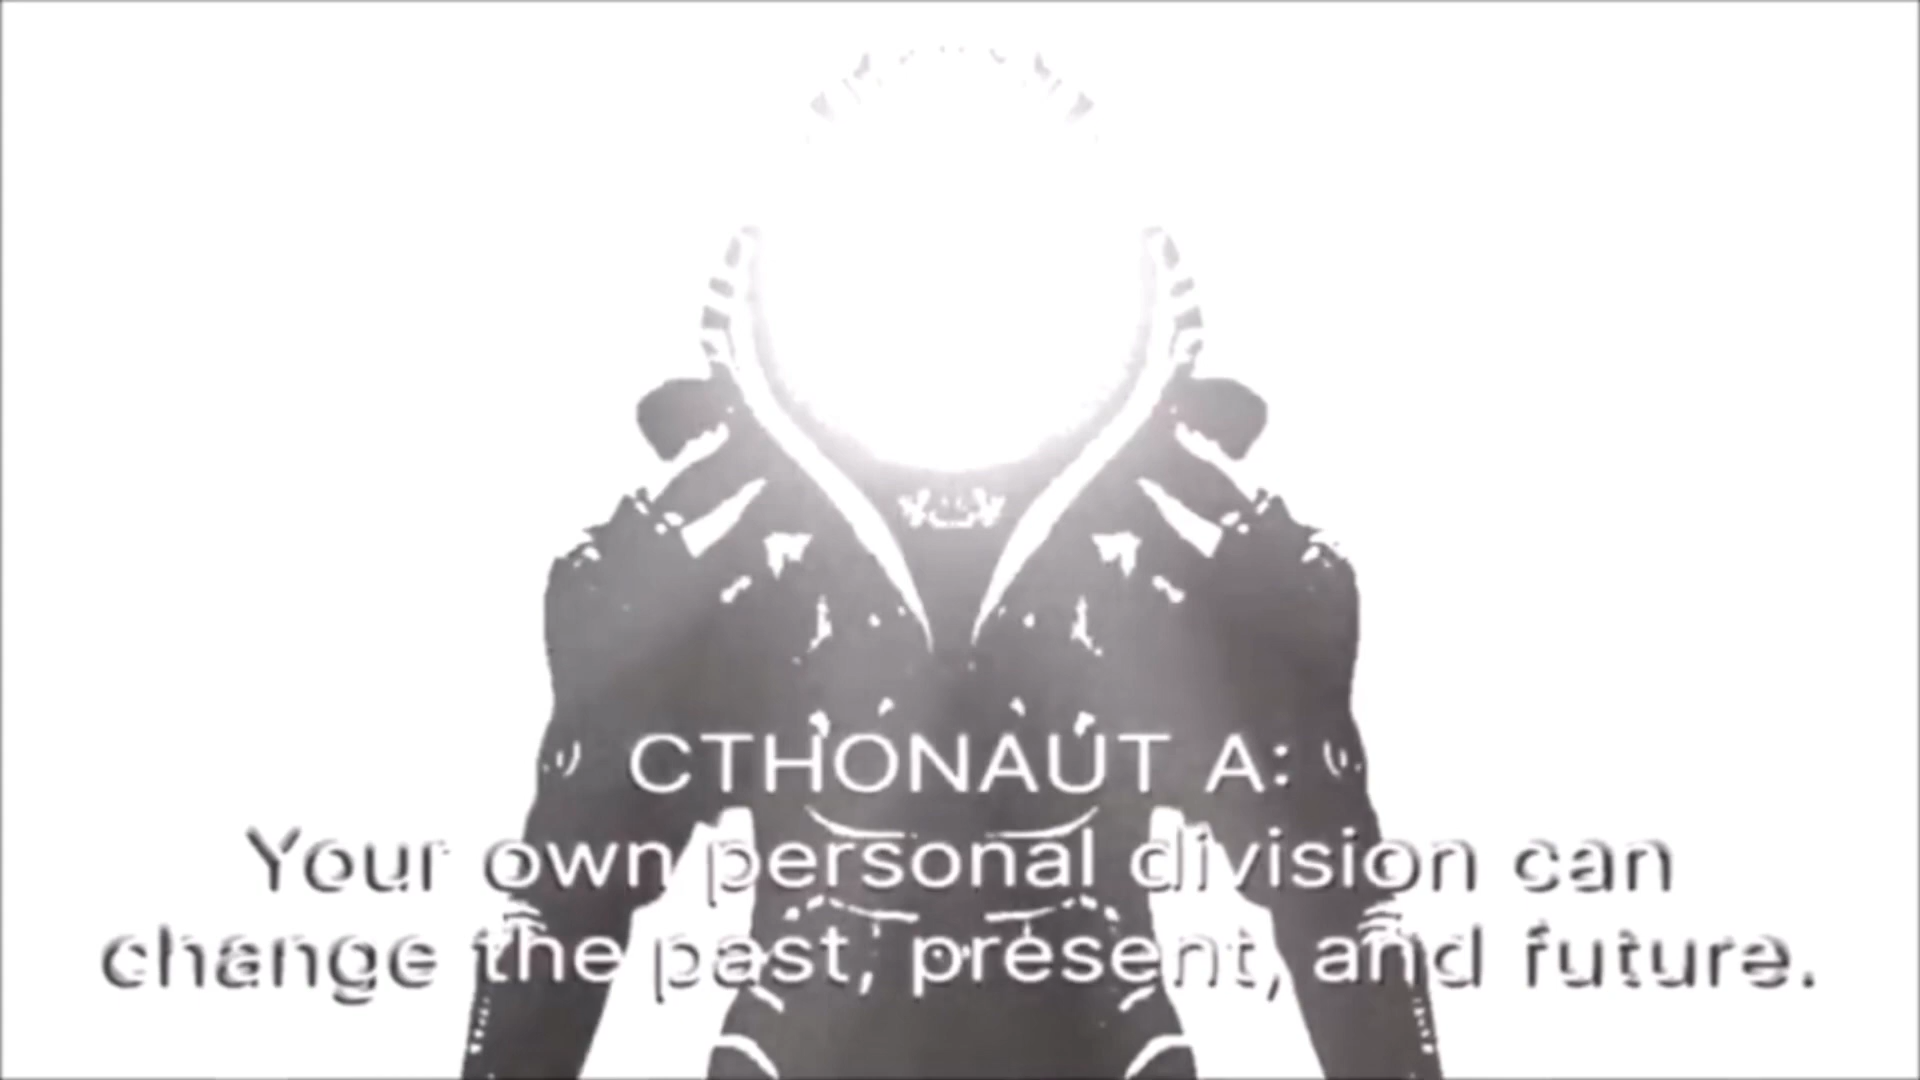 CTHONAUT A:
Your own personal division can
change the past, present, and future.